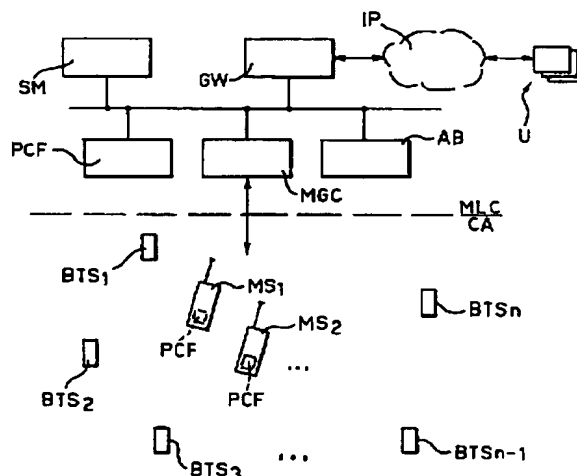 IP
SM
GW
U
PCF
MGC
AB
MLC
CA
BTS1
MS1
MS2
BTSn
PCF
PCF
BTS2
...
BTS3
...
BTSn-1